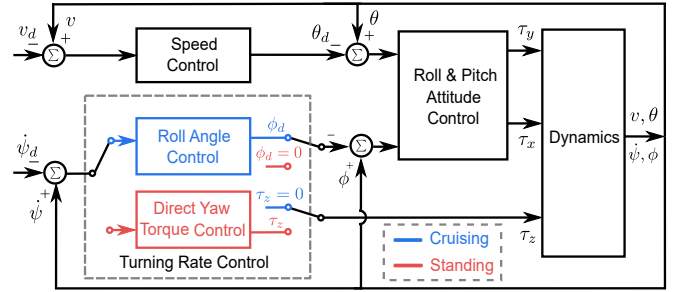 v
v_d
−
+
Σ
Speed
Control
θ_d
−
θ
+
Σ
Roll & Pitch
Attitude
Control
τ_y
τ_x
Dynamics
v, θ
ψ̇, ϕ
ψ̇_d
−
Σ
+
ψ̇
Roll Angle
Control
ϕ_d
ϕ_d = 0
−
Σ
+
ϕ
Direct Yaw
Torque Control
τ_z = 0
τ_z
τ_z
Turning Rate Control
Cruising
Standing